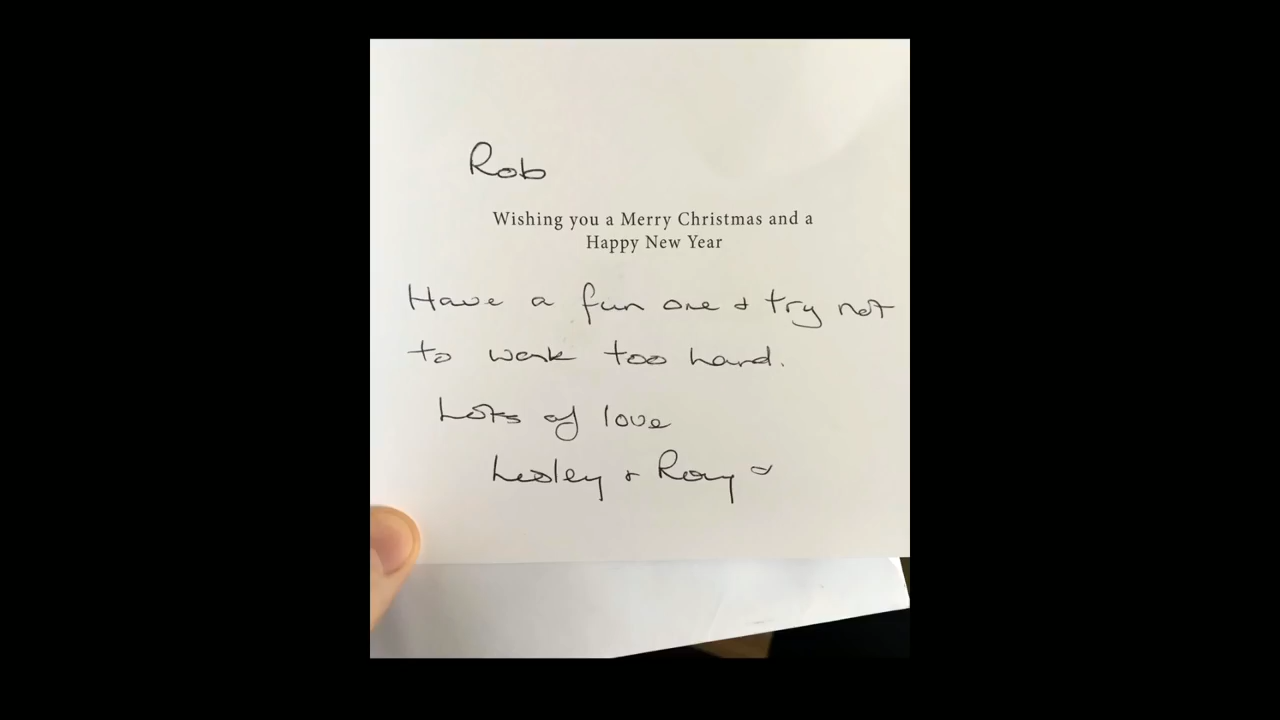 Rob
Wishing you a Merry Christmas and a
Happy New Year
Have a fun one & try not
to work too hard.
Lots of love
Lesley & Roy x